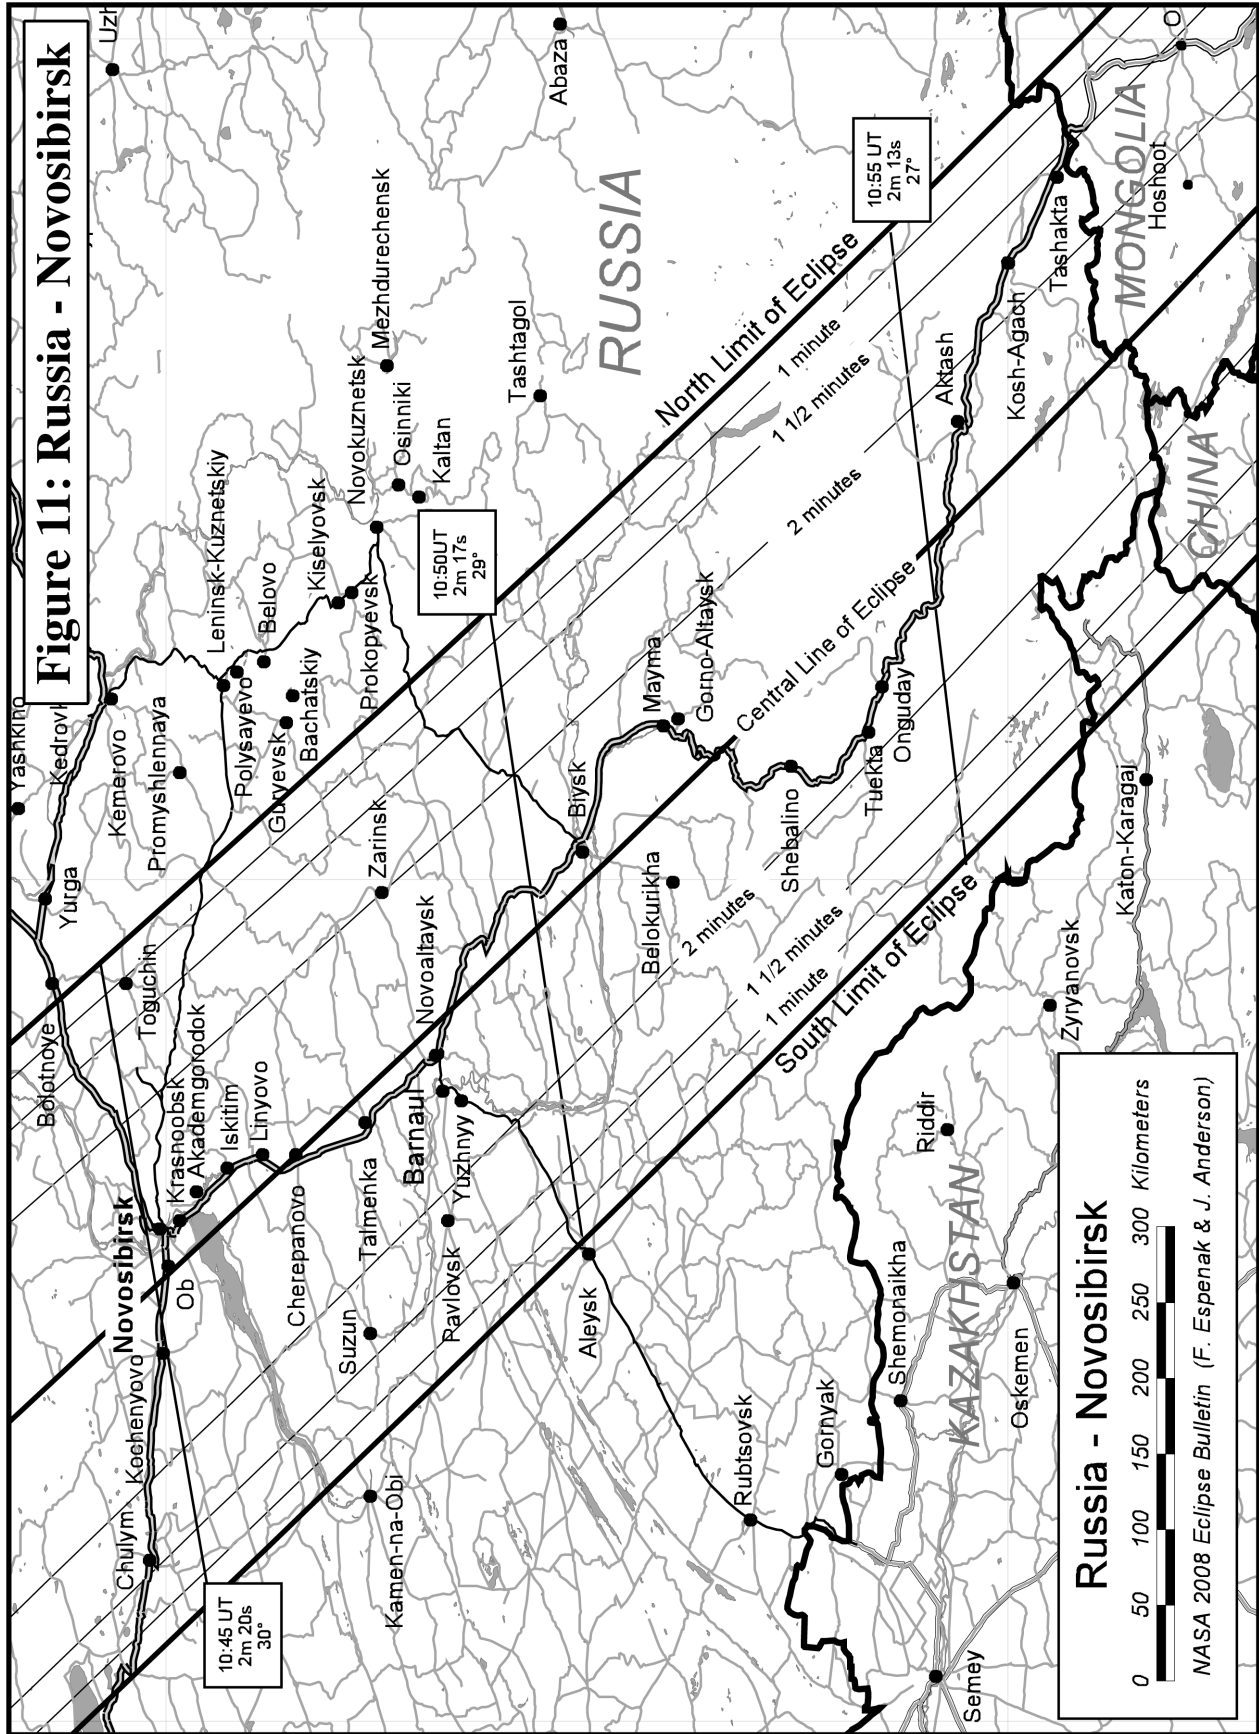 Figure 11: Russia - Novosibirsk
Uzh
Abaza
Yashkino
Kemerovo
Promyshlennaya
Leninsk-Kuznetskiy
Polysayevo
Belovo
Guryevsk
Bachatskiy
Kiselyovsk
Prokopyevsk
Novokuznetsk
Mezhdurechensk
Osinniki
Kaltan
Tashtagol
RUSSIA
Yurga
Bolotnoye
Toguchin
Zarinsk
Novosibirsk
Krasnoobsk
Akademgorodok
Iskitim
Linyovo
Ob
Kochenyovo
Chulym
Cherepanovo
Talmenka
Suzun
Kamen-na-Obi
Novoaltaysk
Barnaul
Yuzhnyy
Pavlovsk
Aleysk
Biysk
Belokurikha
Mayma
Gorno-Altaysk
Shebalino
Tuekta
Onguday
Aktash
Kosh-Agach
Tashakta
MONGOLIA
Hoshoot
O
CHINA
Katon-Karagaj
Zyryanovsk
Riddir
Shemonaikha
KAZAKHSTAN
Oskemen
Rubtsovsk
Gornyak
Semey
North Limit of Eclipse
1 minute
1 1/2 minutes
2 minutes
Central Line of Eclipse
2 minutes
1 1/2 minutes
1 minute
South Limit of Eclipse
10:45 UT
2m 20s
30°
10:50UT
2m 17s
29°
10:55 UT
2m 13s
27°
Russia - Novosibirsk
0 50 100 150 200 250 300 Kilometers
NASA 2008 Eclipse Bulletin (F. Espenak & J. Anderson)